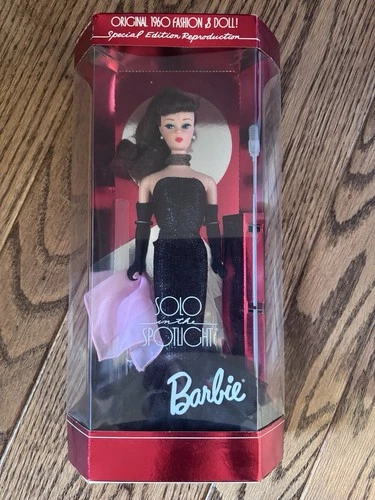 ORIGINAL 1960 FASHION & DOLL!
Special Edition Reproduction
SOLO
in the
SPOTLIGHT
Barbie